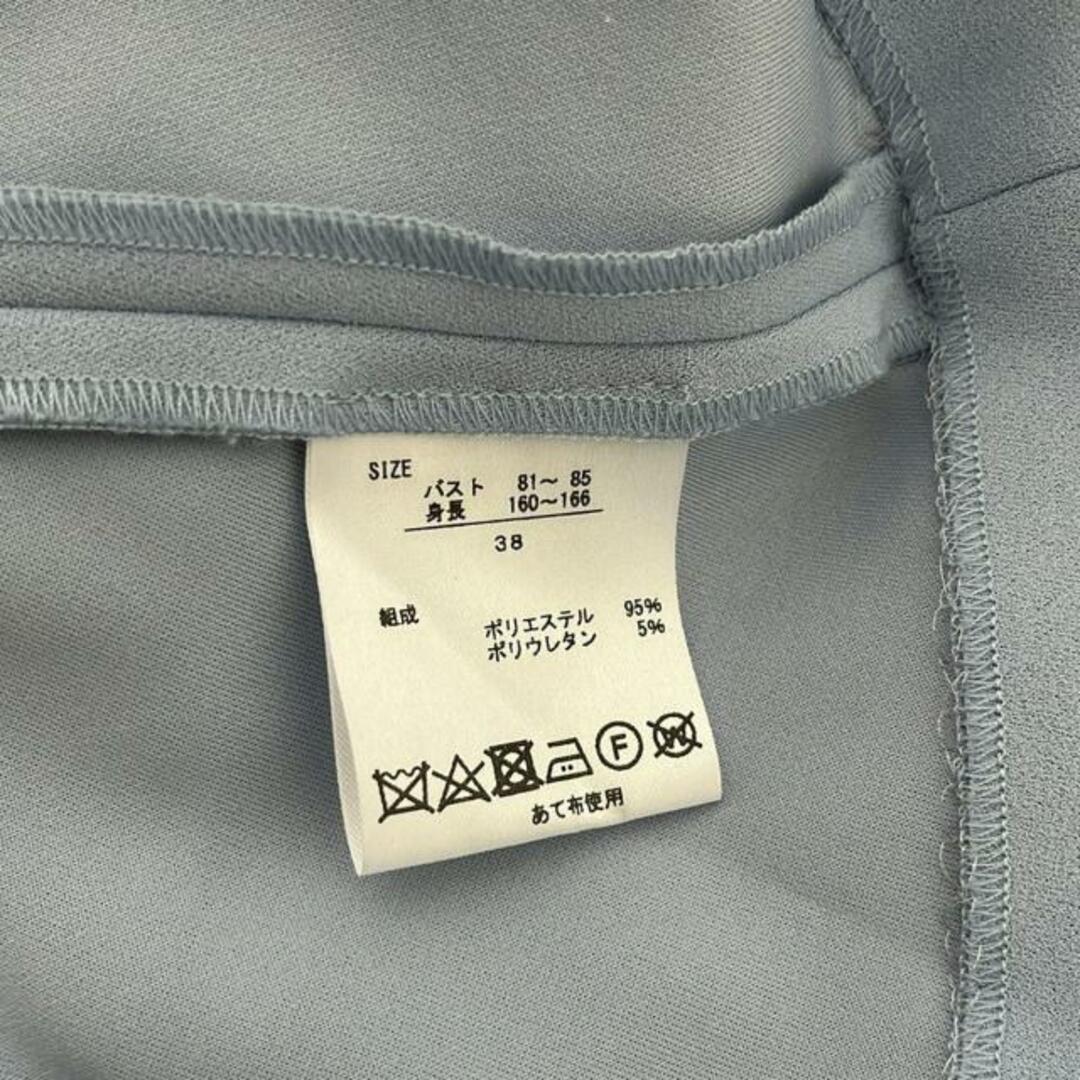 SIZE
バスト 81～ 85
身長 160～166
38
組成
ポリエステル 95%
ポリウレタン 5%
F W
あて布使用